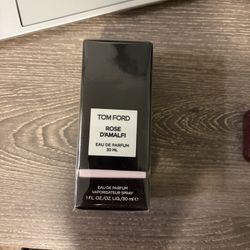 TOM FORD
ROSE
D'AMALFI
EAU DE PARFUM
30 ML
EAU DE PARFUM
VAPORISATEUR SPRAY
1 FL.OZ./OZ. LIQ./30 ml ℮